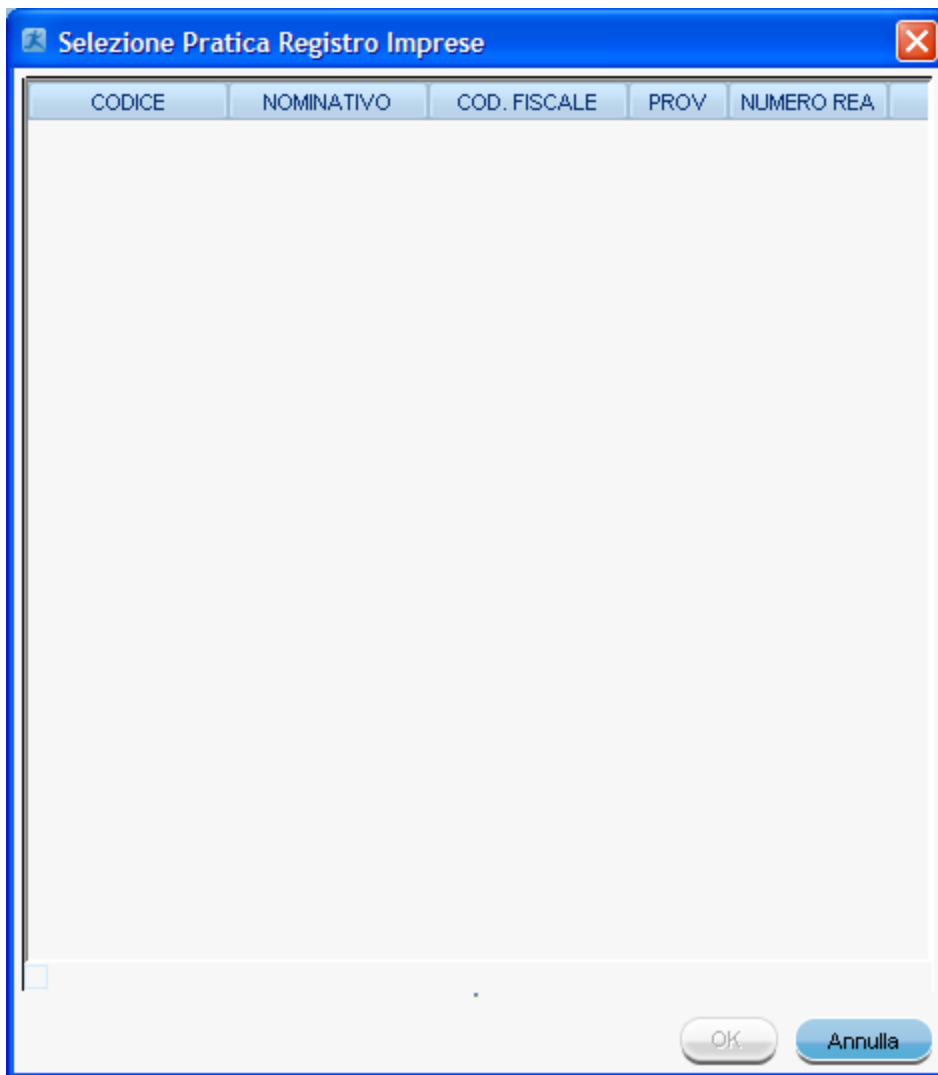 Selezione Pratica Registro Imprese
CODICE NOMINATIVO COD. FISCALE PROV NUMERO REA
OK Annulla